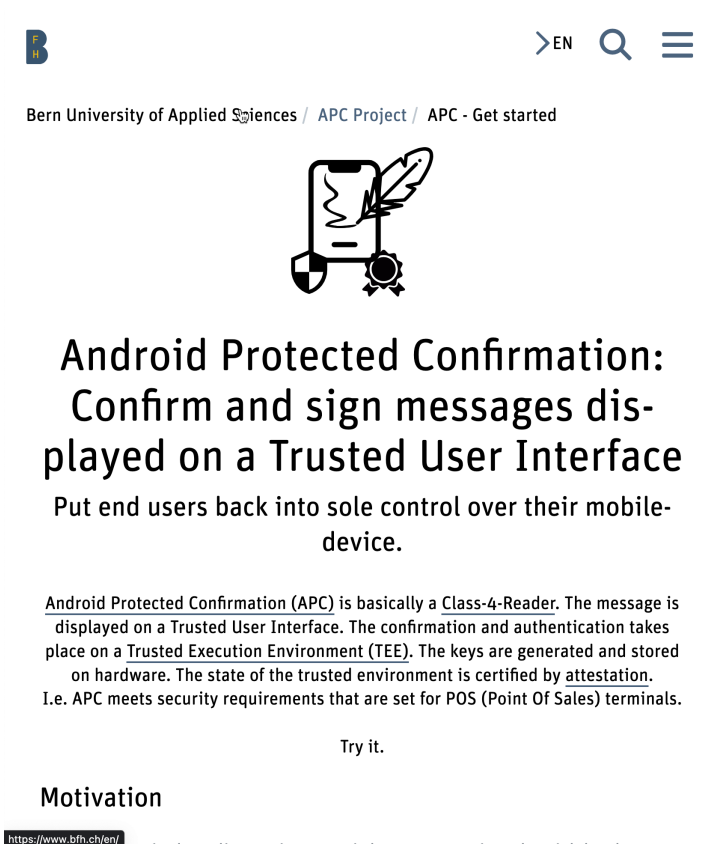 B
F
H
EN
Bern University of Applied Sciences / APC Project / APC - Get started
Android Protected Confirmation:
Confirm and sign messages dis-
played on a Trusted User Interface
Put end users back into sole control over their mobile-
device.
Android Protected Confirmation (APC) is basically a Class-4-Reader. The message is
displayed on a Trusted User Interface. The confirmation and authentication takes
place on a Trusted Execution Environment (TEE). The keys are generated and stored
on hardware. The state of the trusted environment is certified by attestation.
I.e. APC meets security requirements that are set for POS (Point Of Sales) terminals.
Try it.
Motivation
https://www.bfh.ch/en/